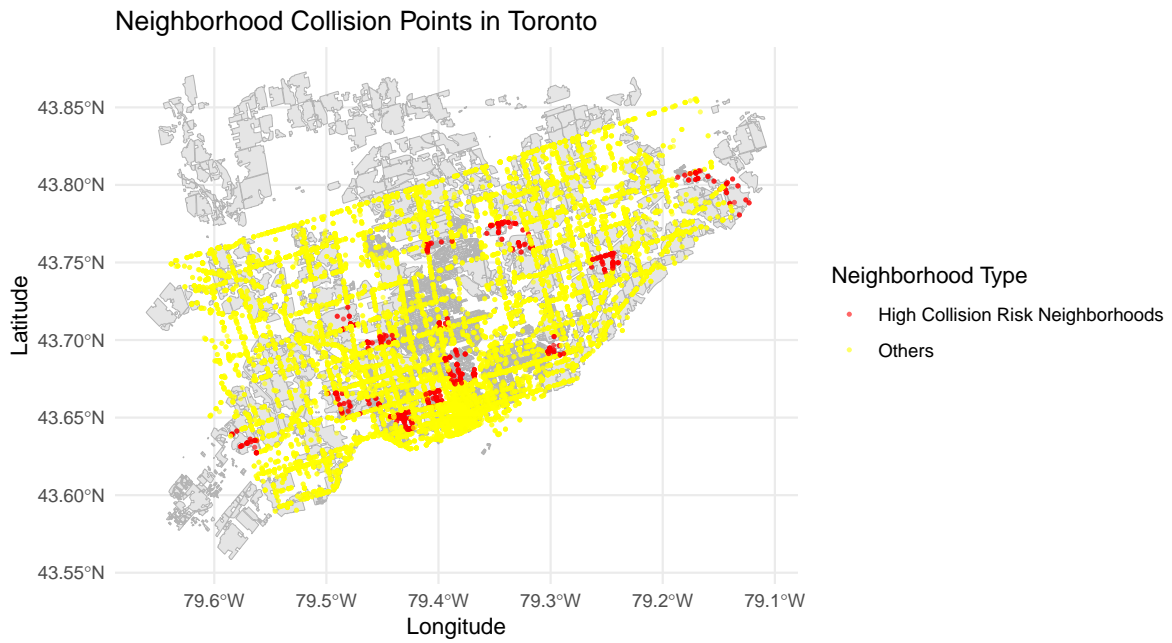 Neighborhood Collision Points in Toronto
43.85°N
43.80°N
43.75°N
43.70°N
43.65°N
43.60°N
43.55°N
Latitude
79.6°W 79.5°W 79.4°W 79.3°W 79.2°W 79.1°W
Longitude
Neighborhood Type
High Collision Risk Neighborhoods
Others